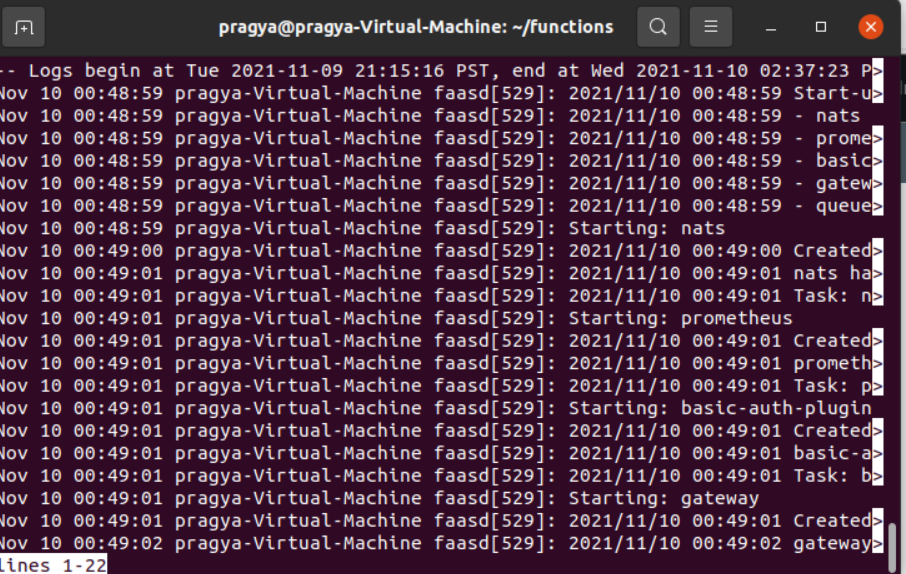 pragya@pragya-Virtual-Machine: ~/functions
-- Logs begin at Tue 2021-11-09 21:15:16 PST, end at Wed 2021-11-10 02:37:23 P>
Nov 10 00:48:59 pragya-Virtual-Machine faasd[529]: 2021/11/10 00:48:59 Start-u>
Nov 10 00:48:59 pragya-Virtual-Machine faasd[529]: 2021/11/10 00:48:59 - nats
Nov 10 00:48:59 pragya-Virtual-Machine faasd[529]: 2021/11/10 00:48:59 - prome>
Nov 10 00:48:59 pragya-Virtual-Machine faasd[529]: 2021/11/10 00:48:59 - basic>
Nov 10 00:48:59 pragya-Virtual-Machine faasd[529]: 2021/11/10 00:48:59 - gatew>
Nov 10 00:48:59 pragya-Virtual-Machine faasd[529]: 2021/11/10 00:48:59 - queue>
Nov 10 00:48:59 pragya-Virtual-Machine faasd[529]: Starting: nats
Nov 10 00:49:00 pragya-Virtual-Machine faasd[529]: 2021/11/10 00:49:00 Created>
Nov 10 00:49:01 pragya-Virtual-Machine faasd[529]: 2021/11/10 00:49:01 nats ha>
Nov 10 00:49:01 pragya-Virtual-Machine faasd[529]: 2021/11/10 00:49:01 Task: n>
Nov 10 00:49:01 pragya-Virtual-Machine faasd[529]: Starting: prometheus
Nov 10 00:49:01 pragya-Virtual-Machine faasd[529]: 2021/11/10 00:49:01 Created>
Nov 10 00:49:01 pragya-Virtual-Machine faasd[529]: 2021/11/10 00:49:01 prometh>
Nov 10 00:49:01 pragya-Virtual-Machine faasd[529]: 2021/11/10 00:49:01 Task: p>
Nov 10 00:49:01 pragya-Virtual-Machine faasd[529]: Starting: basic-auth-plugin
Nov 10 00:49:01 pragya-Virtual-Machine faasd[529]: 2021/11/10 00:49:01 Created>
Nov 10 00:49:01 pragya-Virtual-Machine faasd[529]: 2021/11/10 00:49:01 basic-a>
Nov 10 00:49:01 pragya-Virtual-Machine faasd[529]: 2021/11/10 00:49:01 Task: b>
Nov 10 00:49:01 pragya-Virtual-Machine faasd[529]: Starting: gateway
Nov 10 00:49:01 pragya-Virtual-Machine faasd[529]: 2021/11/10 00:49:01 Created>
Nov 10 00:49:02 pragya-Virtual-Machine faasd[529]: 2021/11/10 00:49:02 gateway>
lines 1-22